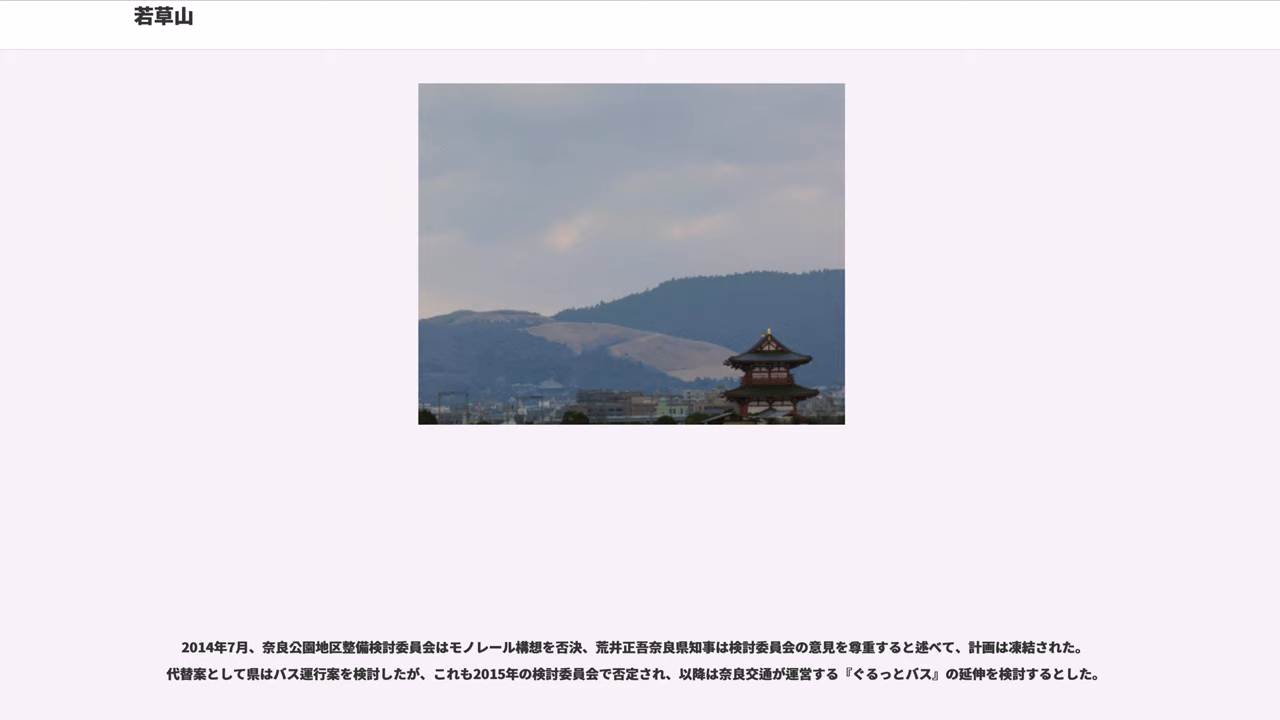 若草山
2014年7月、奈良公園地区整備検討委員会はモノレール構想を否決、荒井正吾奈良県知事は検討委員会の意見を尊重すると述べて、計画は凍結された。
代替案として県はバス運行案を検討したが、これも2015年の検討委員会で否定され、以降は奈良交通が運営する『ぐるっとバス』の延伸を検討するとした。